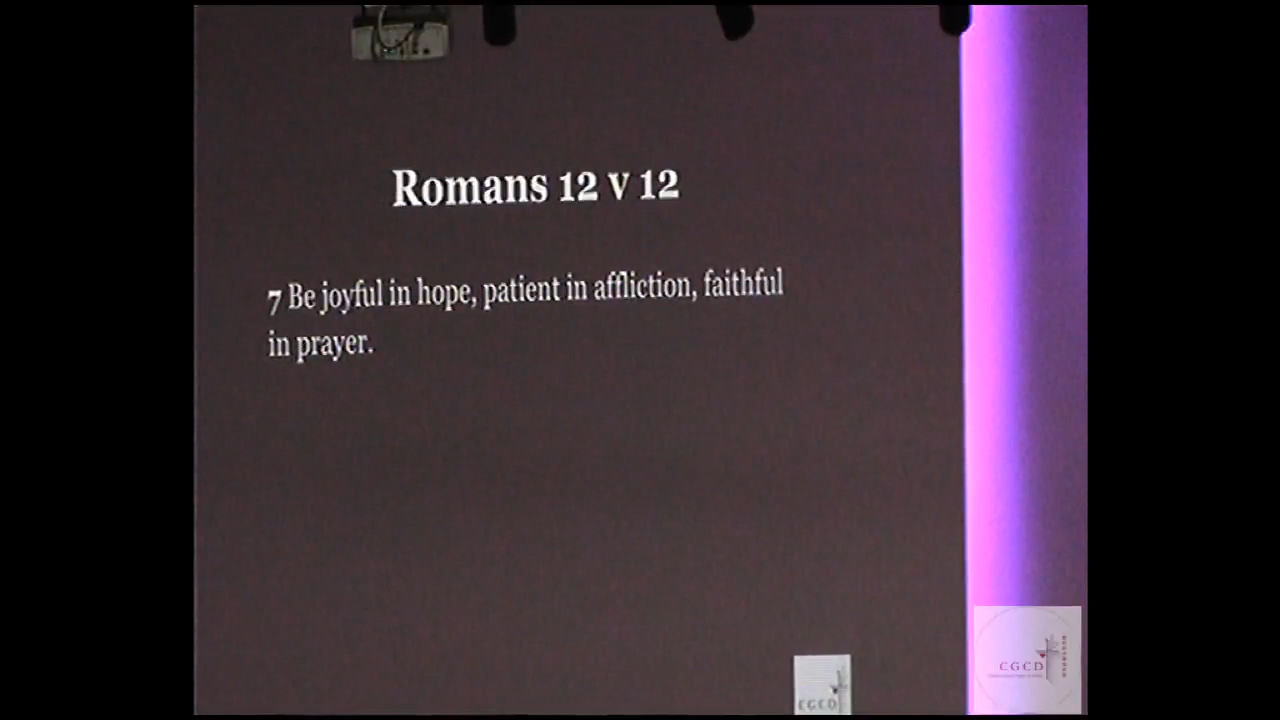 Romans 12 v 12
7 Be joyful in hope, patient in affliction, faithful
in prayer.
CGCD
CGCD